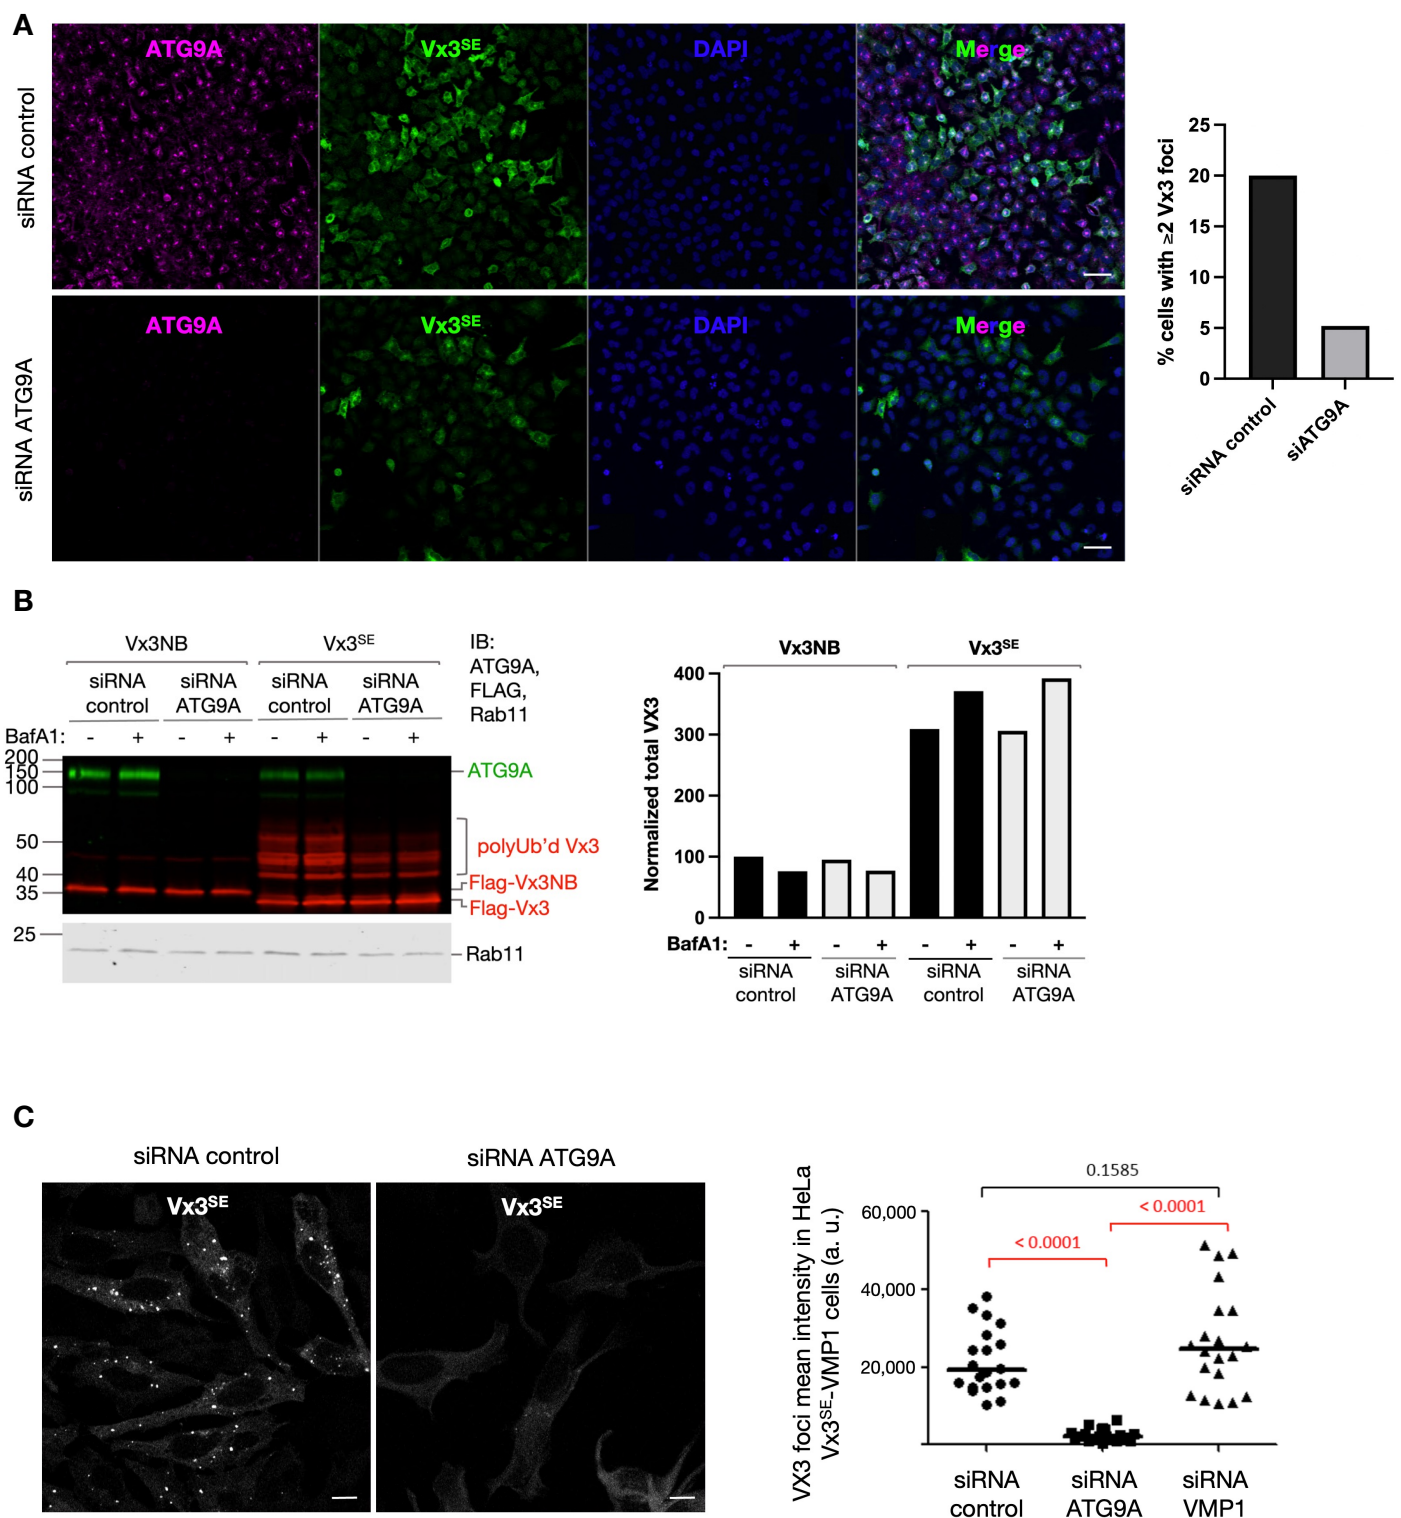 A
siRNA control
ATG9A
Vx3SE
DAPI
Merge
siRNA ATG9A
ATG9A
Vx3SE
DAPI
Merge
% cells with ≥2 Vx3 foci
25
20
15
10
5
0
siRNA control
siATG9A
B
Vx3NB
Vx3SE
siRNA control
siRNA ATG9A
siRNA control
siRNA ATG9A
BafA1: - + - + - + - +
IB:
ATG9A,
FLAG,
Rab11
200
150
100
50
40
35
25
ATG9A
polyUb'd Vx3
Flag-Vx3NB
Flag-Vx3
Rab11
Vx3NB
Vx3SE
Normalized total VX3
400
300
200
100
0
BafA1: - + - + - + - +
siRNA control
siRNA ATG9A
siRNA control
siRNA ATG9A
C
siRNA control
siRNA ATG9A
Vx3SE
Vx3SE
VX3 foci mean intensity in HeLa
Vx3SE-VMP1 cells (a. u.)
0.1585
< 0.0001
< 0.0001
60,000
40,000
20,000
siRNA control
siRNA ATG9A
siRNA VMP1